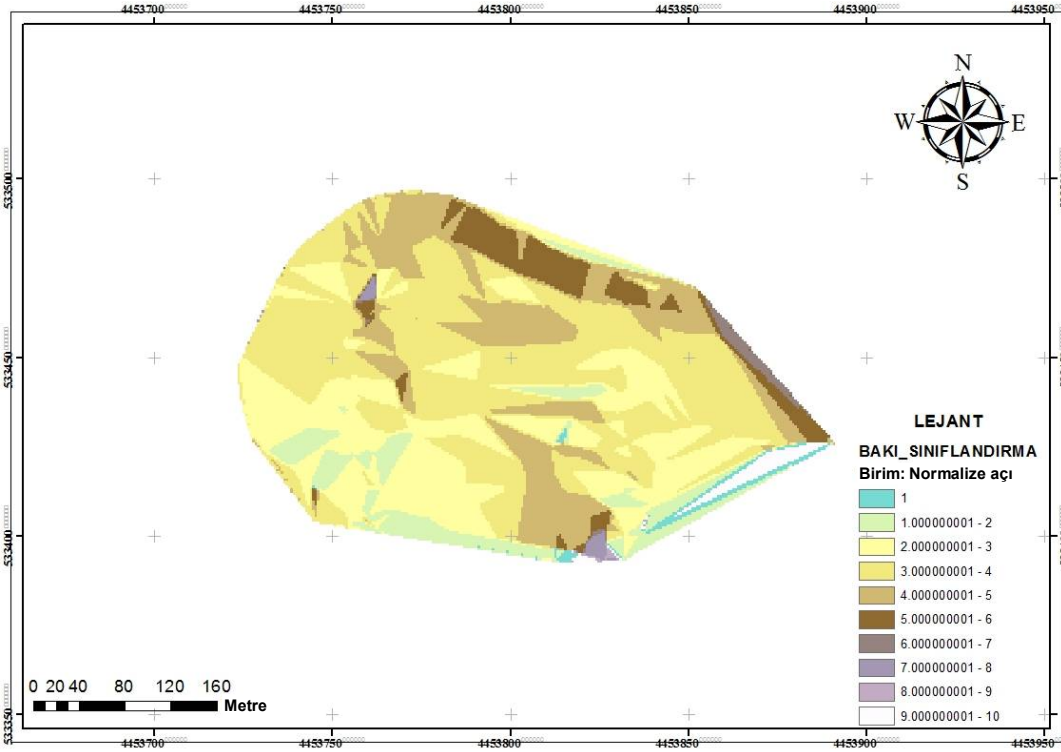 4453700 4453750 4453800 4453850 4453900 4453950
N
W E
S
533500
533450
533400
533350
LEJANT
BAKI_SINIFLANDIRMA
Birim: Normalize açı
1
1.000000001 - 2
2.000000001 - 3
3.000000001 - 4
4.000000001 - 5
5.000000001 - 6
6.000000001 - 7
7.000000001 - 8
8.000000001 - 9
9.000000001 - 10
0 20 40 80 120 160
Metre
4453700 4453750 4453800 4453850 4453900 4453950